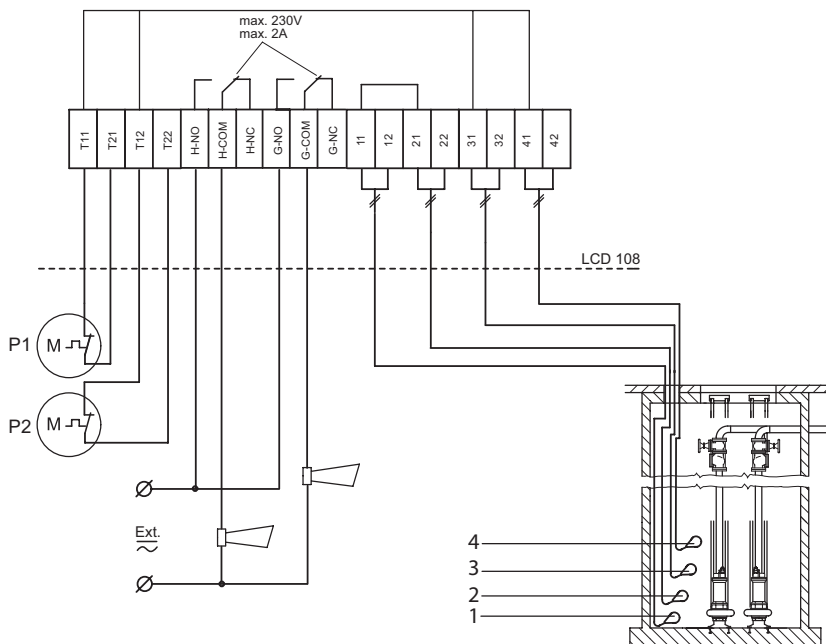 max. 230V
max. 2A
T11 T21 T12 T22 H-NO H-COM H-NC G-NO G-COM G-NC 11 12 21 22 31 32 41 42
LCD 108
P1 M
P2 M
Ext.
4
3
2
1